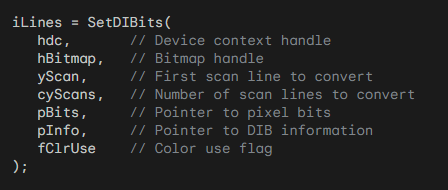 iLines = SetDIBits(
    hdc,       // Device context handle
    hBitmap,   // Bitmap handle
    yScan,     // First scan line to convert
    cyScans,   // Number of scan lines to convert
    pBits,     // Pointer to pixel bits
    pInfo,     // Pointer to DIB information
    fClrUse    // Color use flag
);